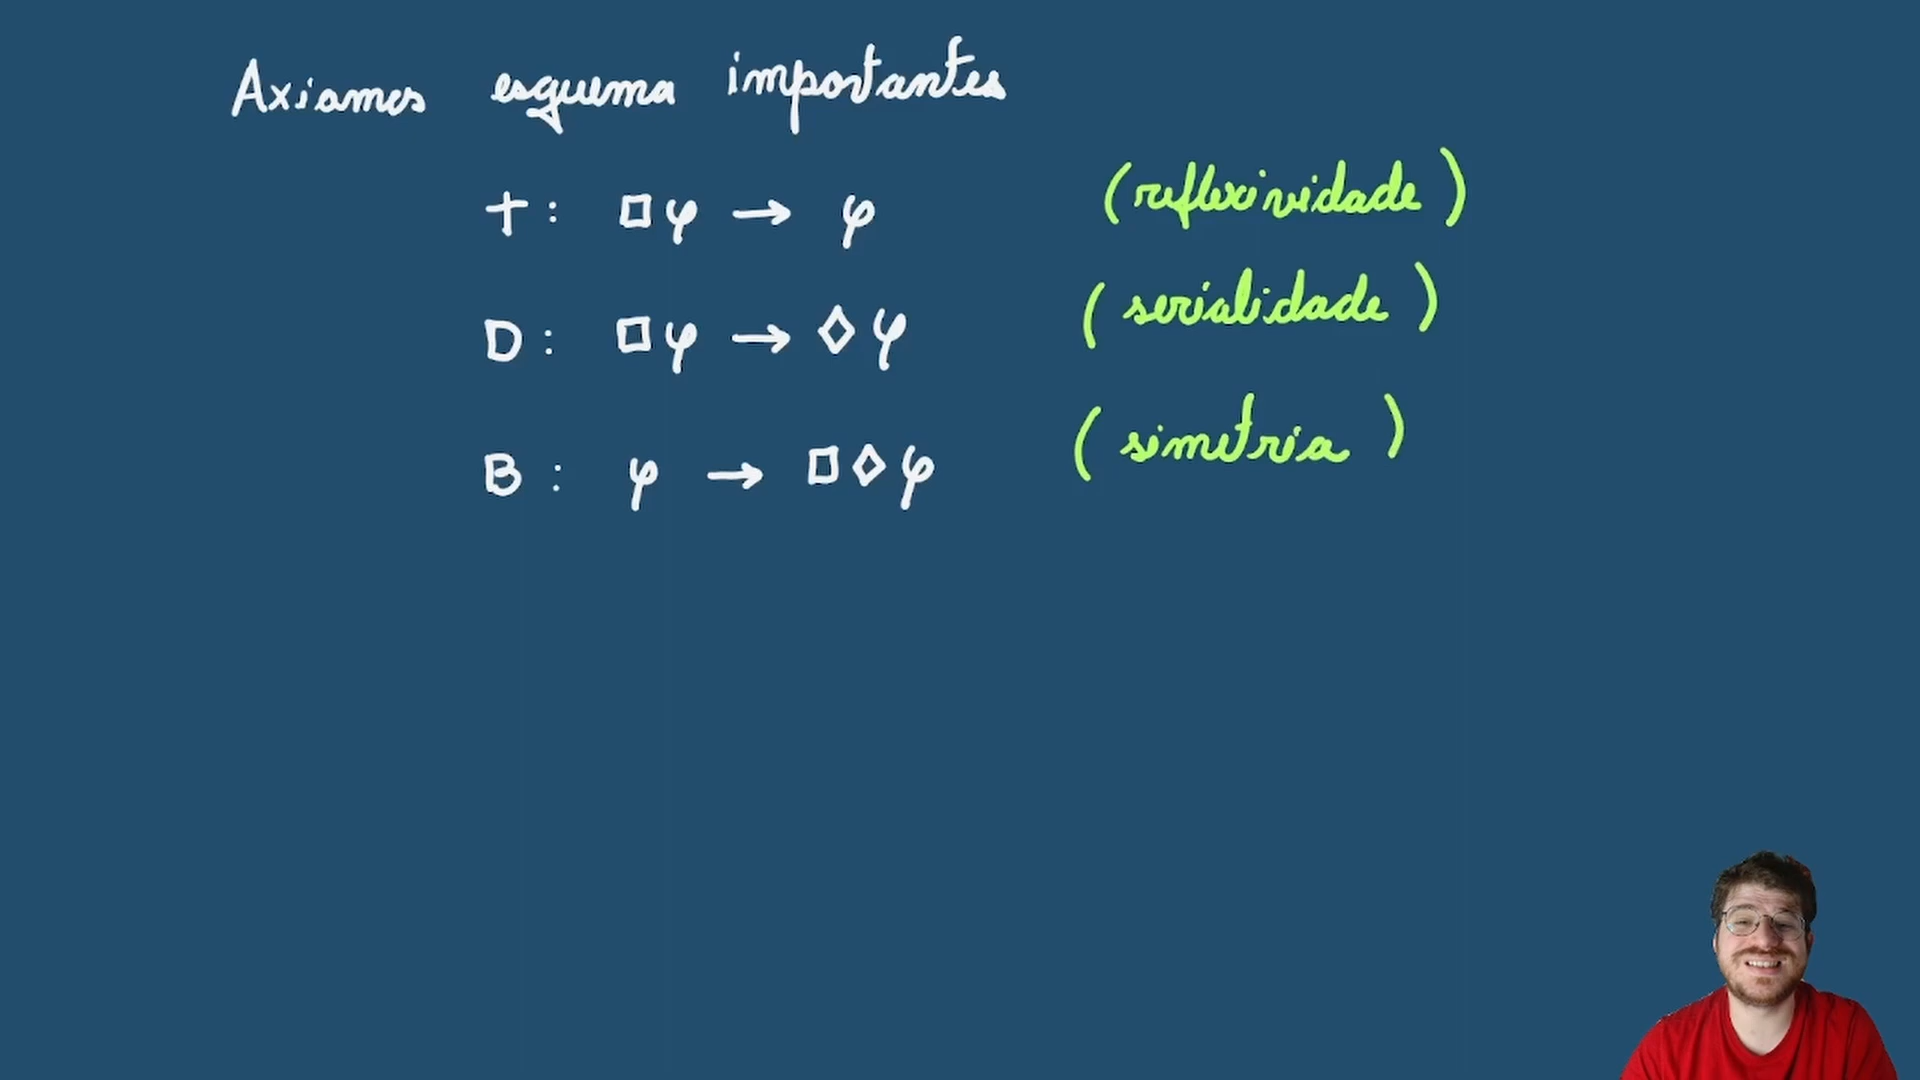 Axiomas esquema importantes
T: □φ → φ (reflexividade)
D: □φ → ◇φ (serialidade)
B: φ → □◇φ (simetria)